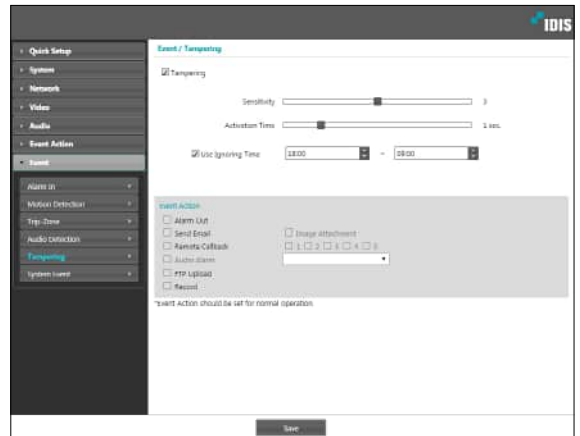 IDIS
Quick Setup
System
Network
Video
Audio
Event Action
Event
Alarm In
Motion Detection
Trip-Zone
Audio Detection
Tampering
System Event
Event / Tampering
Tampering
Sensitivity 3
Activation Time 1 sec.
Use Ignoring Time 18:00 ~ 09:00
Event Action
Alarm Out
Send Email Image Attachment
Remote Callback 1 2 3 4 5
Audio Alarm
FTP Upload
Record
*Event Action should be set for normal operation
Save